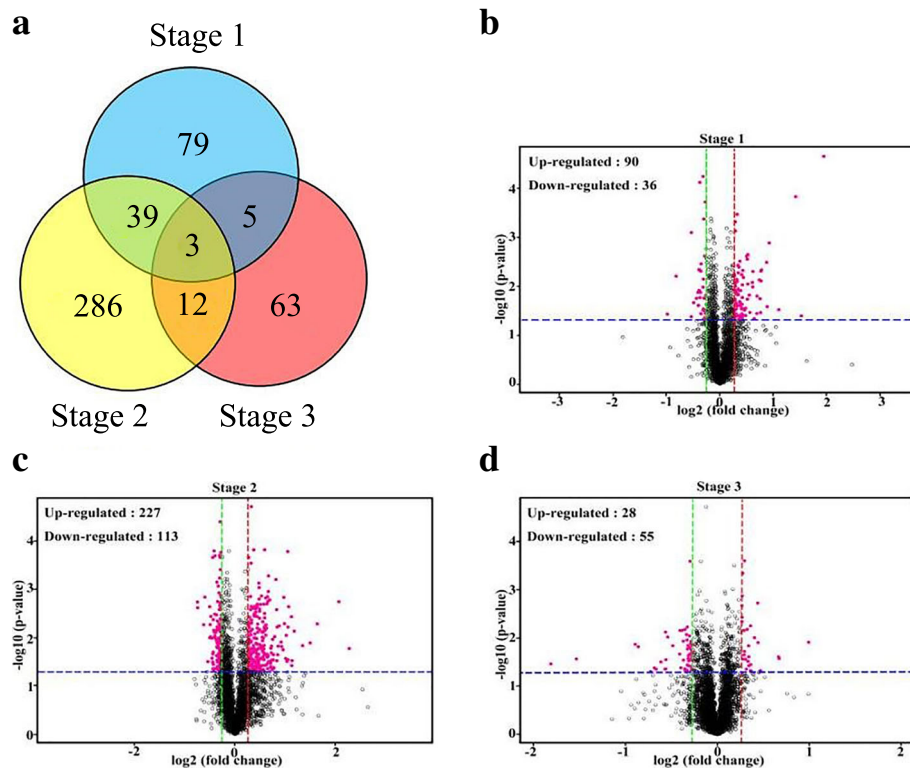 a
Stage 1
79
39
5
3
286
12
63
Stage 2
Stage 3
b
Stage 1
Up-regulated : 90
Down-regulated : 36
-log10 (p-value)
4
3
2
1
0
-3
-2
-1
0
1
2
3
log2 (fold change)
c
Stage 2
Up-regulated : 227
Down-regulated : 113
-log10 (p-value)
4
3
2
1
0
-2
0
2
log2 (fold change)
d
Stage 3
Up-regulated : 28
Down-regulated : 55
-log10 (p-value)
4
3
2
1
0
-2
-1
0
1
2
log2 (fold change)